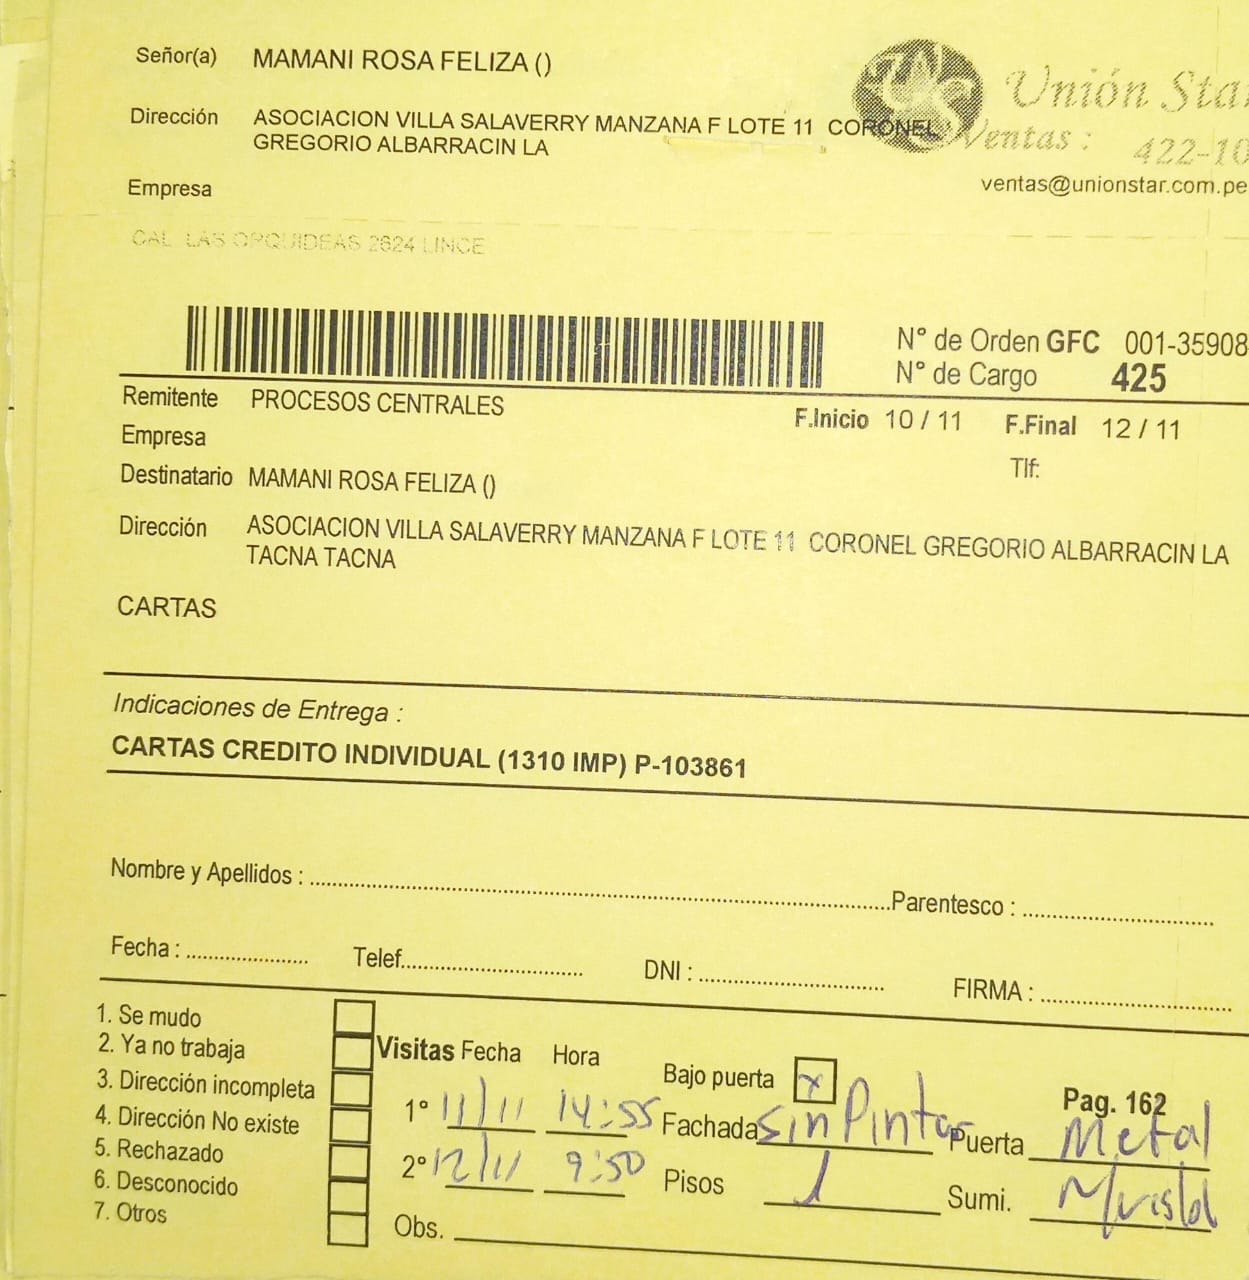 Señor(a) MAMANI ROSA FELIZA ()
Unión Star
Dirección ASOCIACION VILLA SALAVERRY MANZANA F LOTE 11 CORONEL
GREGORIO ALBARRACIN LA
Ventas : 422-10
ventas@unionstar.com.pe
Empresa
CAL LAS ORQUIDEAS 2624 LINCE
N° de Orden GFC 001-35908
N° de Cargo 425
Remitente PROCESOS CENTRALES
F.Inicio 10 / 11 F.Final 12 / 11
Empresa
Tlf:
Destinatario MAMANI ROSA FELIZA ()
Dirección ASOCIACION VILLA SALAVERRY MANZANA F LOTE 11 CORONEL GREGORIO ALBARRACIN LA
TACNA TACNA
CARTAS
Indicaciones de Entrega :
CARTAS CREDITO INDIVIDUAL (1310 IMP) P-103861
Nombre y Apellidos : Parentesco :
Fecha : Telef. DNI : FIRMA :
1. Se mudo
2. Ya no trabaja
3. Dirección incompleta
4. Dirección No existe
5. Rechazado
6. Desconocido
7. Otros
Visitas Fecha Hora
1° 11/11 14:55
2° 12/11 9:50
Obs.
Bajo puerta x
Pag. 162
Fachada Sin Pintar Puerta Metal
Pisos 1 Sumi.